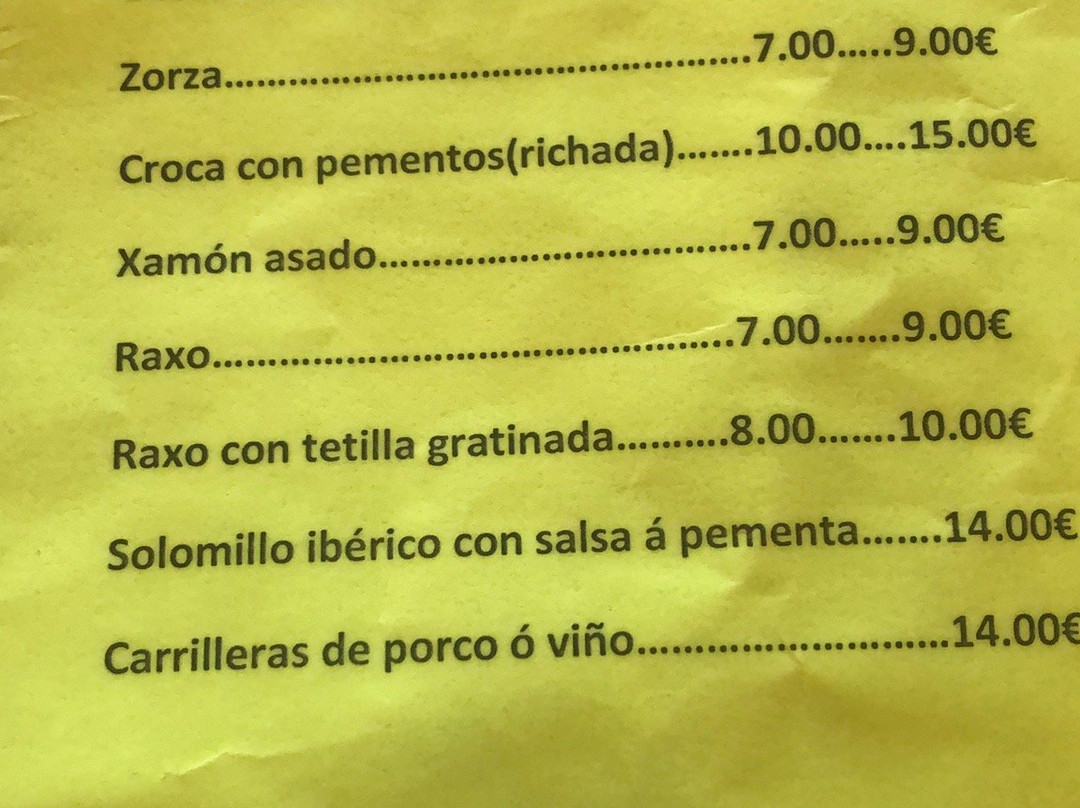 Zorza...............................................7.00.....9.00€
Croca con pementos(richada).......10.00....15.00€
Xamón asado.................................7.00.....9.00€
Raxo...............................................7.00.......9.00€
Raxo con tetilla gratinada..........8.00.......10.00€
Solomillo ibérico con salsa á pementa.......14.00€
Carrilleras de porco ó viño...........................14.00€